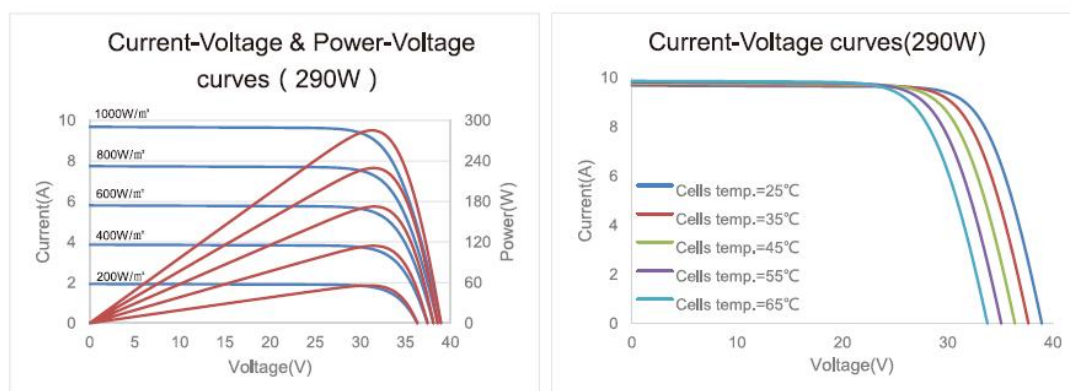 Current-Voltage & Power-Voltage
curves ( 290W )
1000W/㎡
800W/㎡
600W/㎡
400W/㎡
200W/㎡
10
8
6
4
2
0
Current(A)
300
240
180
120
60
0
Power(W)
0 5 10 15 20 25 30 35 40
Voltage(V)
Current-Voltage curves(290W)
10
8
6
4
2
0
Current(A)
Cells temp.=25℃
Cells temp.=35℃
Cells temp.=45℃
Cells temp.=55℃
Cells temp.=65℃
0 10 20 30 40
Voltage(V)